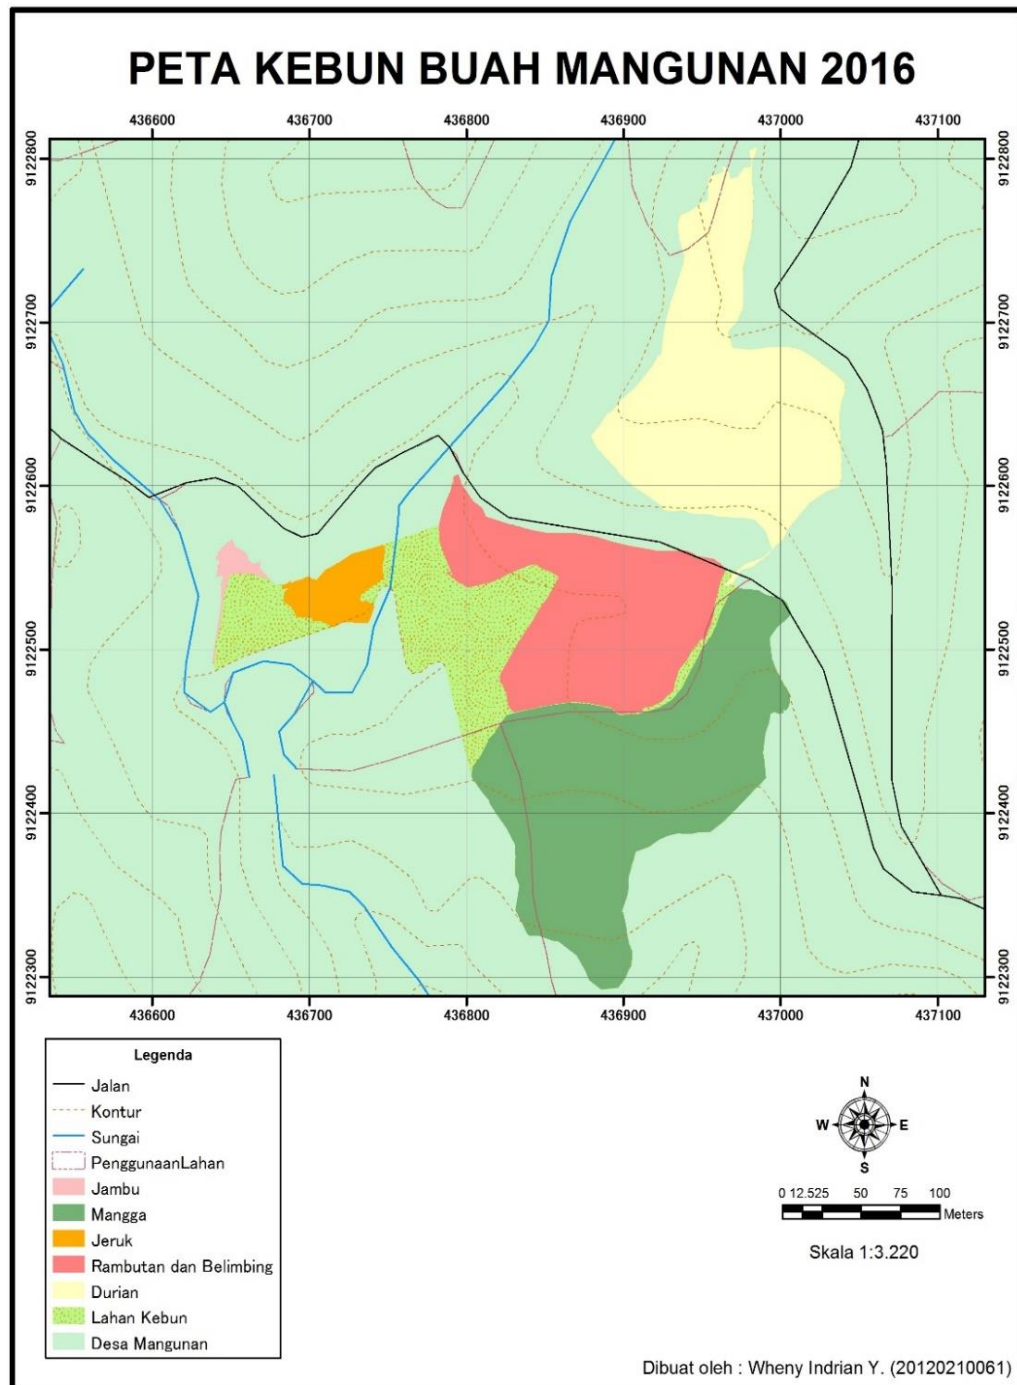 PETA KEBUN BUAH MANGUNAN 2016
436600 436700 436800 436900 437000 437100
9122800 9122800
9122700 9122700
9122600 9122600
9122500 9122500
9122400 9122400
9122300 9122300
436600 436700 436800 436900 437000 437100
Legenda
Jalan
Kontur
Sungai
PenggunaanLahan
Jambu
Mangga
Jeruk
Rambutan dan Belimbing
Durian
Lahan Kebun
Desa Mangunan
N
W E
S
0 12.525 50 75 100
Meters
Skala 1:3.220
Dibuat oleh : Wheny Indrian Y. (20120210061)